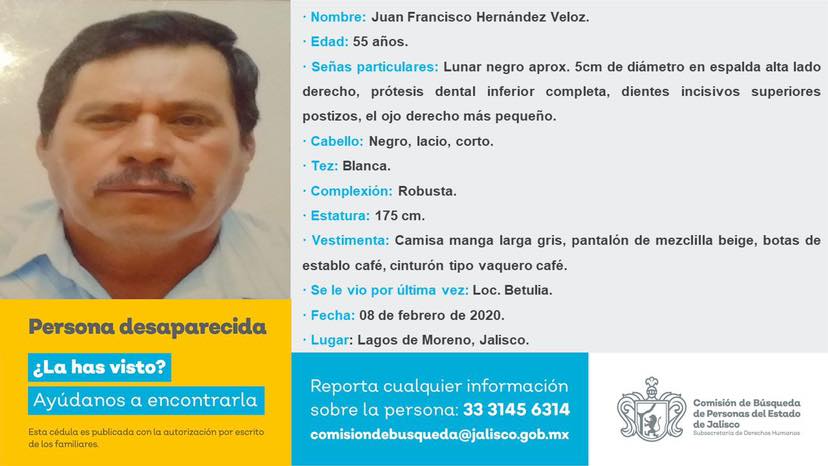 · Nombre: Juan Francisco Hernández Veloz.
· Edad: 55 años.
· Señas particulares: Lunar negro aprox. 5cm de diámetro en espalda alta lado
derecho, prótesis dental inferior completa, dientes incisivos superiores
postizos, el ojo derecho más pequeño.
· Cabello: Negro, lacio, corto.
· Tez: Blanca.
· Complexión: Robusta.
· Estatura: 175 cm.
· Vestimenta: Camisa manga larga gris, pantalón de mezclilla beige, botas de
establo café, cinturón tipo vaquero café.
· Se le vio por última vez: Loc. Betulia.
· Fecha: 08 de febrero de 2020.
· Lugar: Lagos de Moreno, Jalisco.
Persona desaparecida
¿La has visto?
Ayúdanos a encontrarla
Esta cédula es publicada con la autorización por escrito
de los familiares.
Reporta cualquier información
sobre la persona: 33 3145 6314
comisiondebusqueda@jalisco.gob.mx
Comisión de Búsqueda
de Personas del Estado
de Jalisco
Subsecretaría de Derechos Humanos